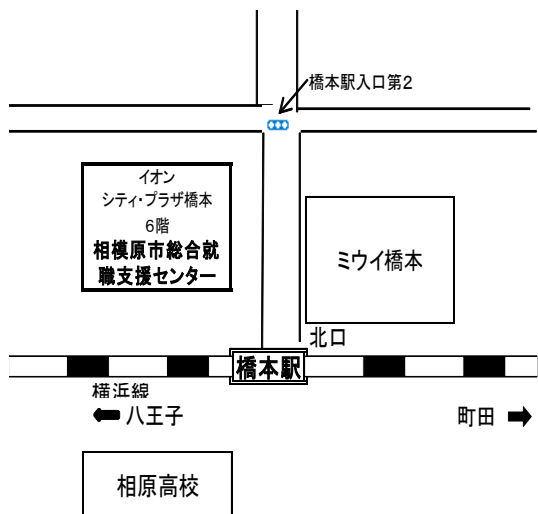 橋本駅入口第2
イオン
シティ・プラザ橋本
6階
相模原市総合就
職支援センター
ミウイ橋本
北口
橋本駅
横浜線
八王子
町田
相原高校